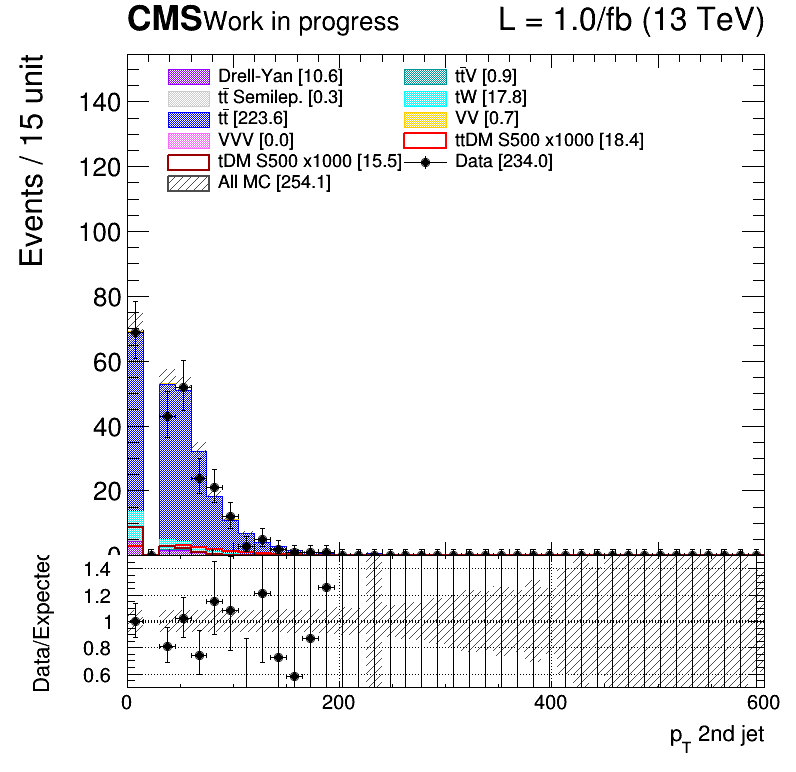 CMS Work in progress L = 1.0/fb (13 TeV)
Events / 15 unit
Drell-Yan [10.6] tt̄V [0.9]
tt̄ Semilep. [0.3] tW [17.8]
tt̄ [223.6] VV [0.7]
VVV [0.0] ttDM S500 x1000 [18.4]
tDM S500 x1000 [15.5] Data [234.0]
All MC [254.1]
140
120
100
80
60
40
20
0
Data/Expected
1.4
1.2
1
0.8
0.6
0 200 400 600
p_T 2nd jet